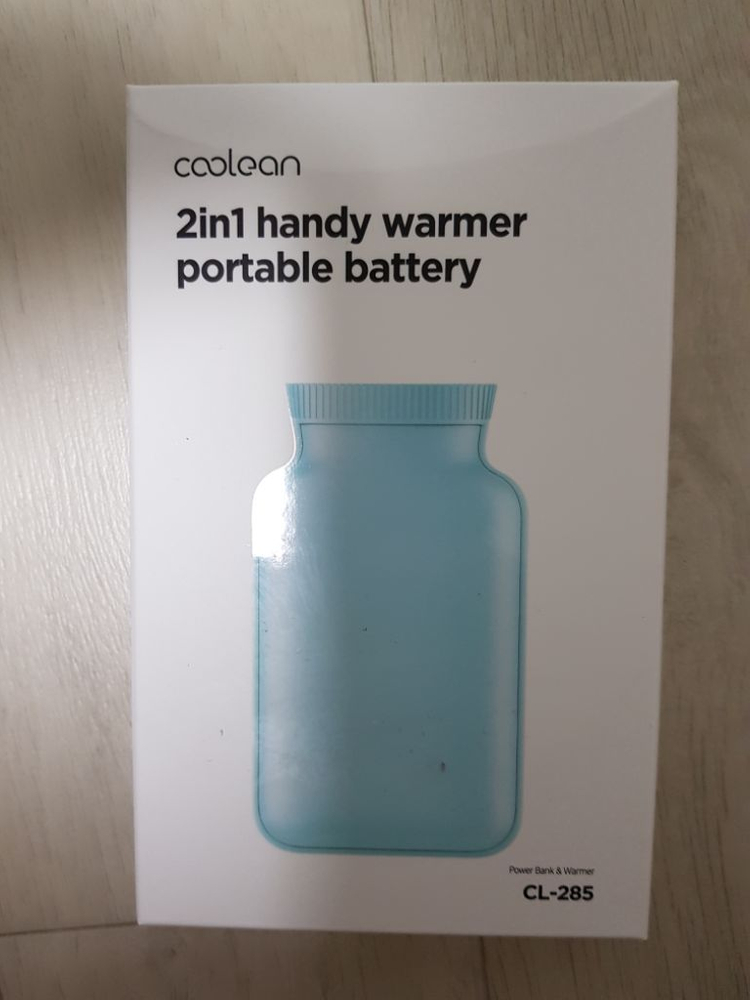 coolean
2in1 handy warmer
portable battery
Power Bank & Warmer
CL-285